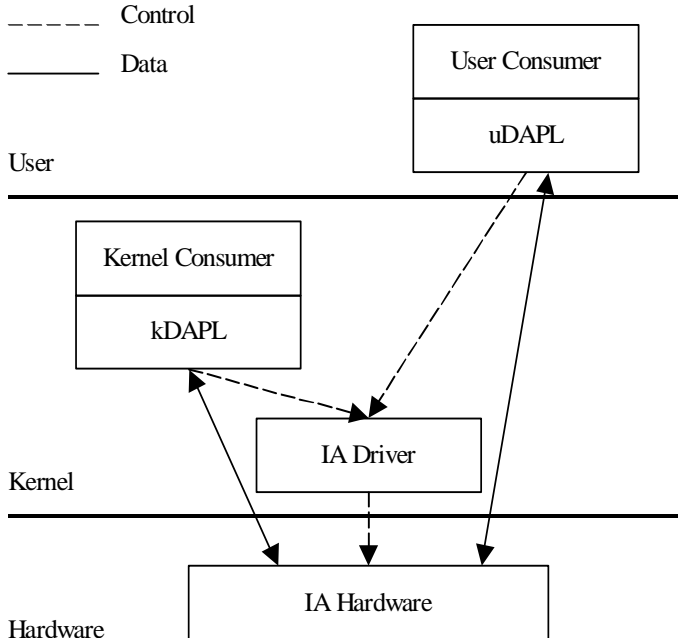 Control
Data
User Consumer
uDAPL
User
Kernel Consumer
kDAPL
IA Driver
Kernel
IA Hardware
Hardware